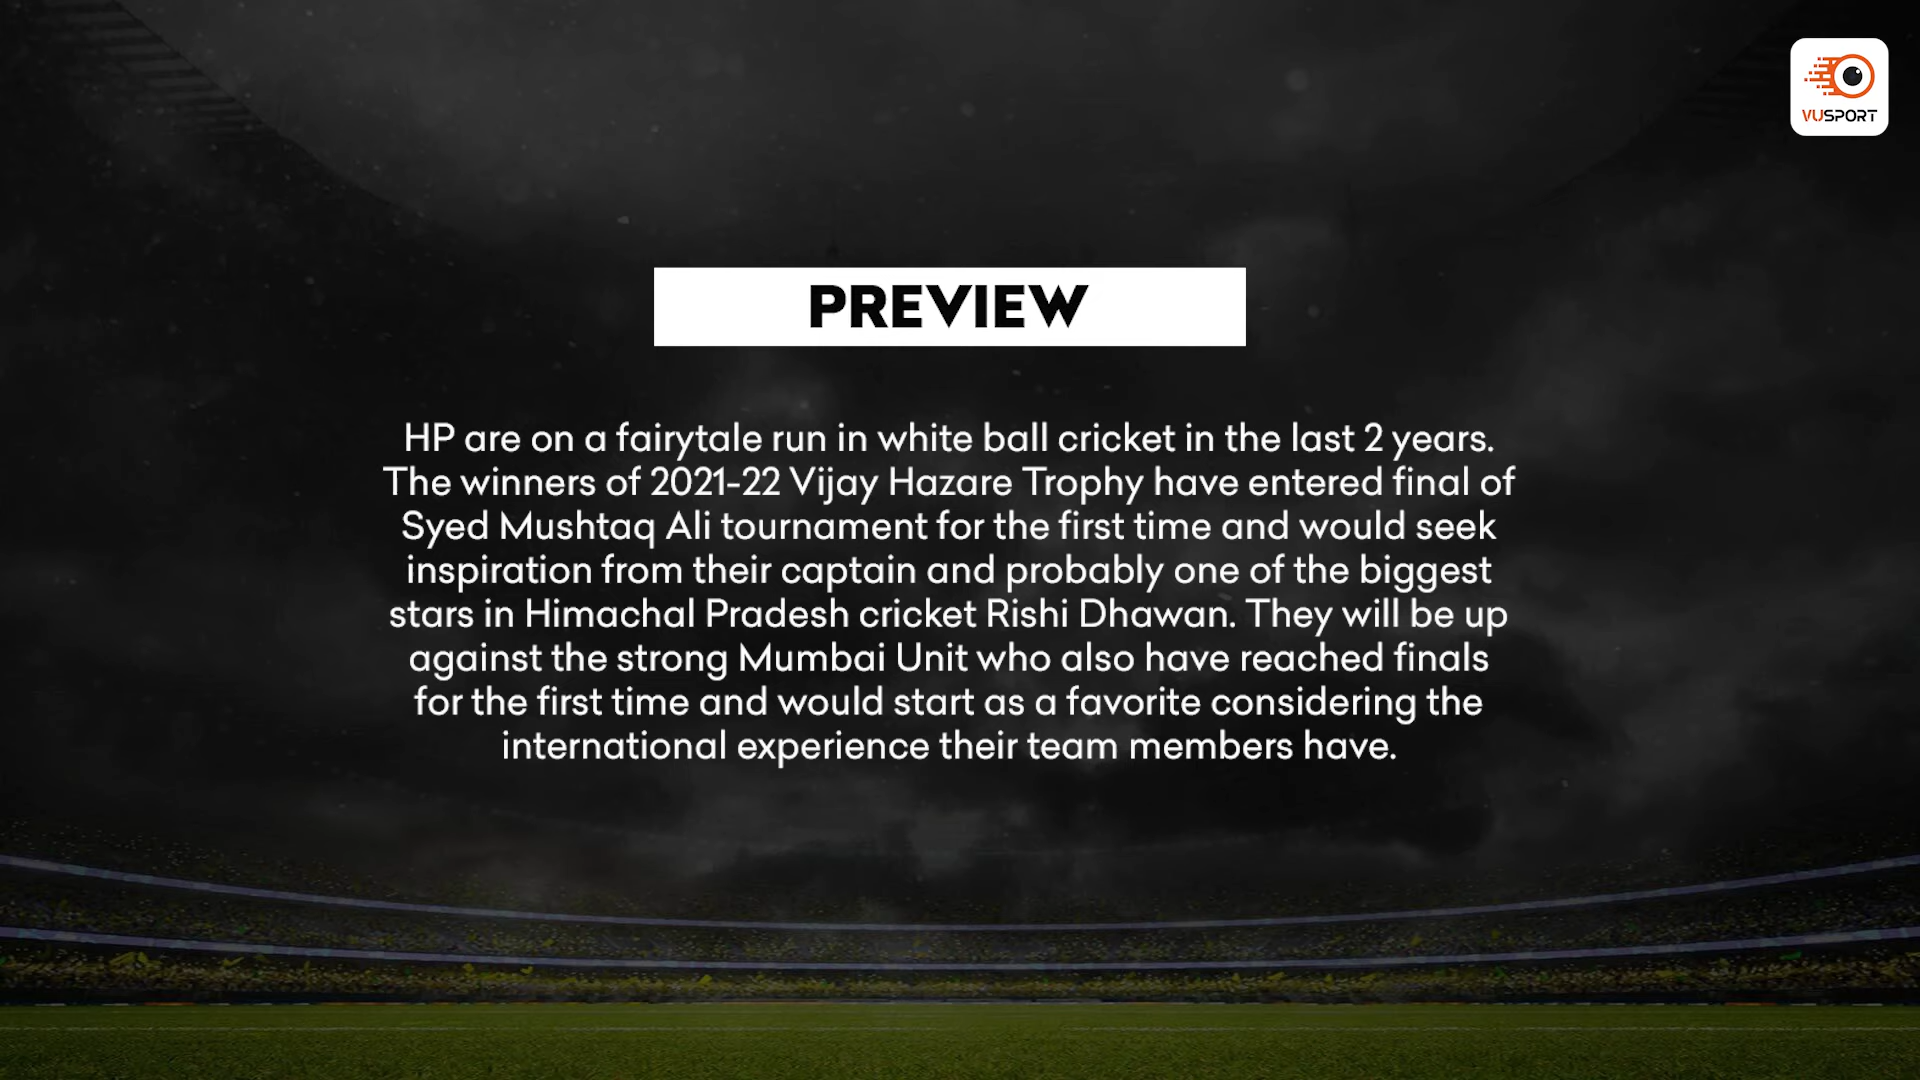 VUSPORT
PREVIEW
HP are on a fairytale run in white ball cricket in the last 2 years.
The winners of 2021-22 Vijay Hazare Trophy have entered final of
Syed Mushtaq Ali tournament for the first time and would seek
inspiration from their captain and probably one of the biggest
stars in Himachal Pradesh cricket Rishi Dhawan. They will be up
against the strong Mumbai Unit who also have reached finals
for the first time and would start as a favorite considering the
international experience their team members have.